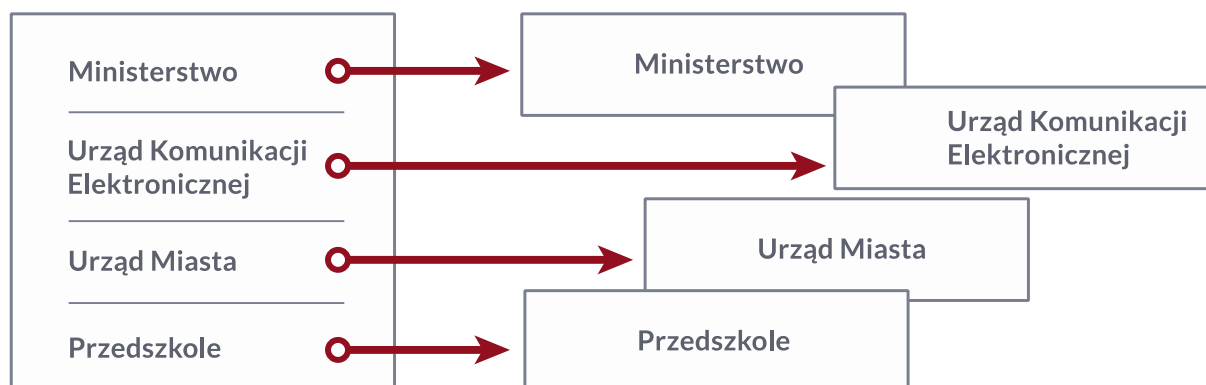 Ministerstwo
Urząd Komunikacji
Elektronicznej
Urząd Miasta
Przedszkole
Ministerstwo
Urząd Komunikacji
Elektronicznej
Urząd Miasta
Przedszkole